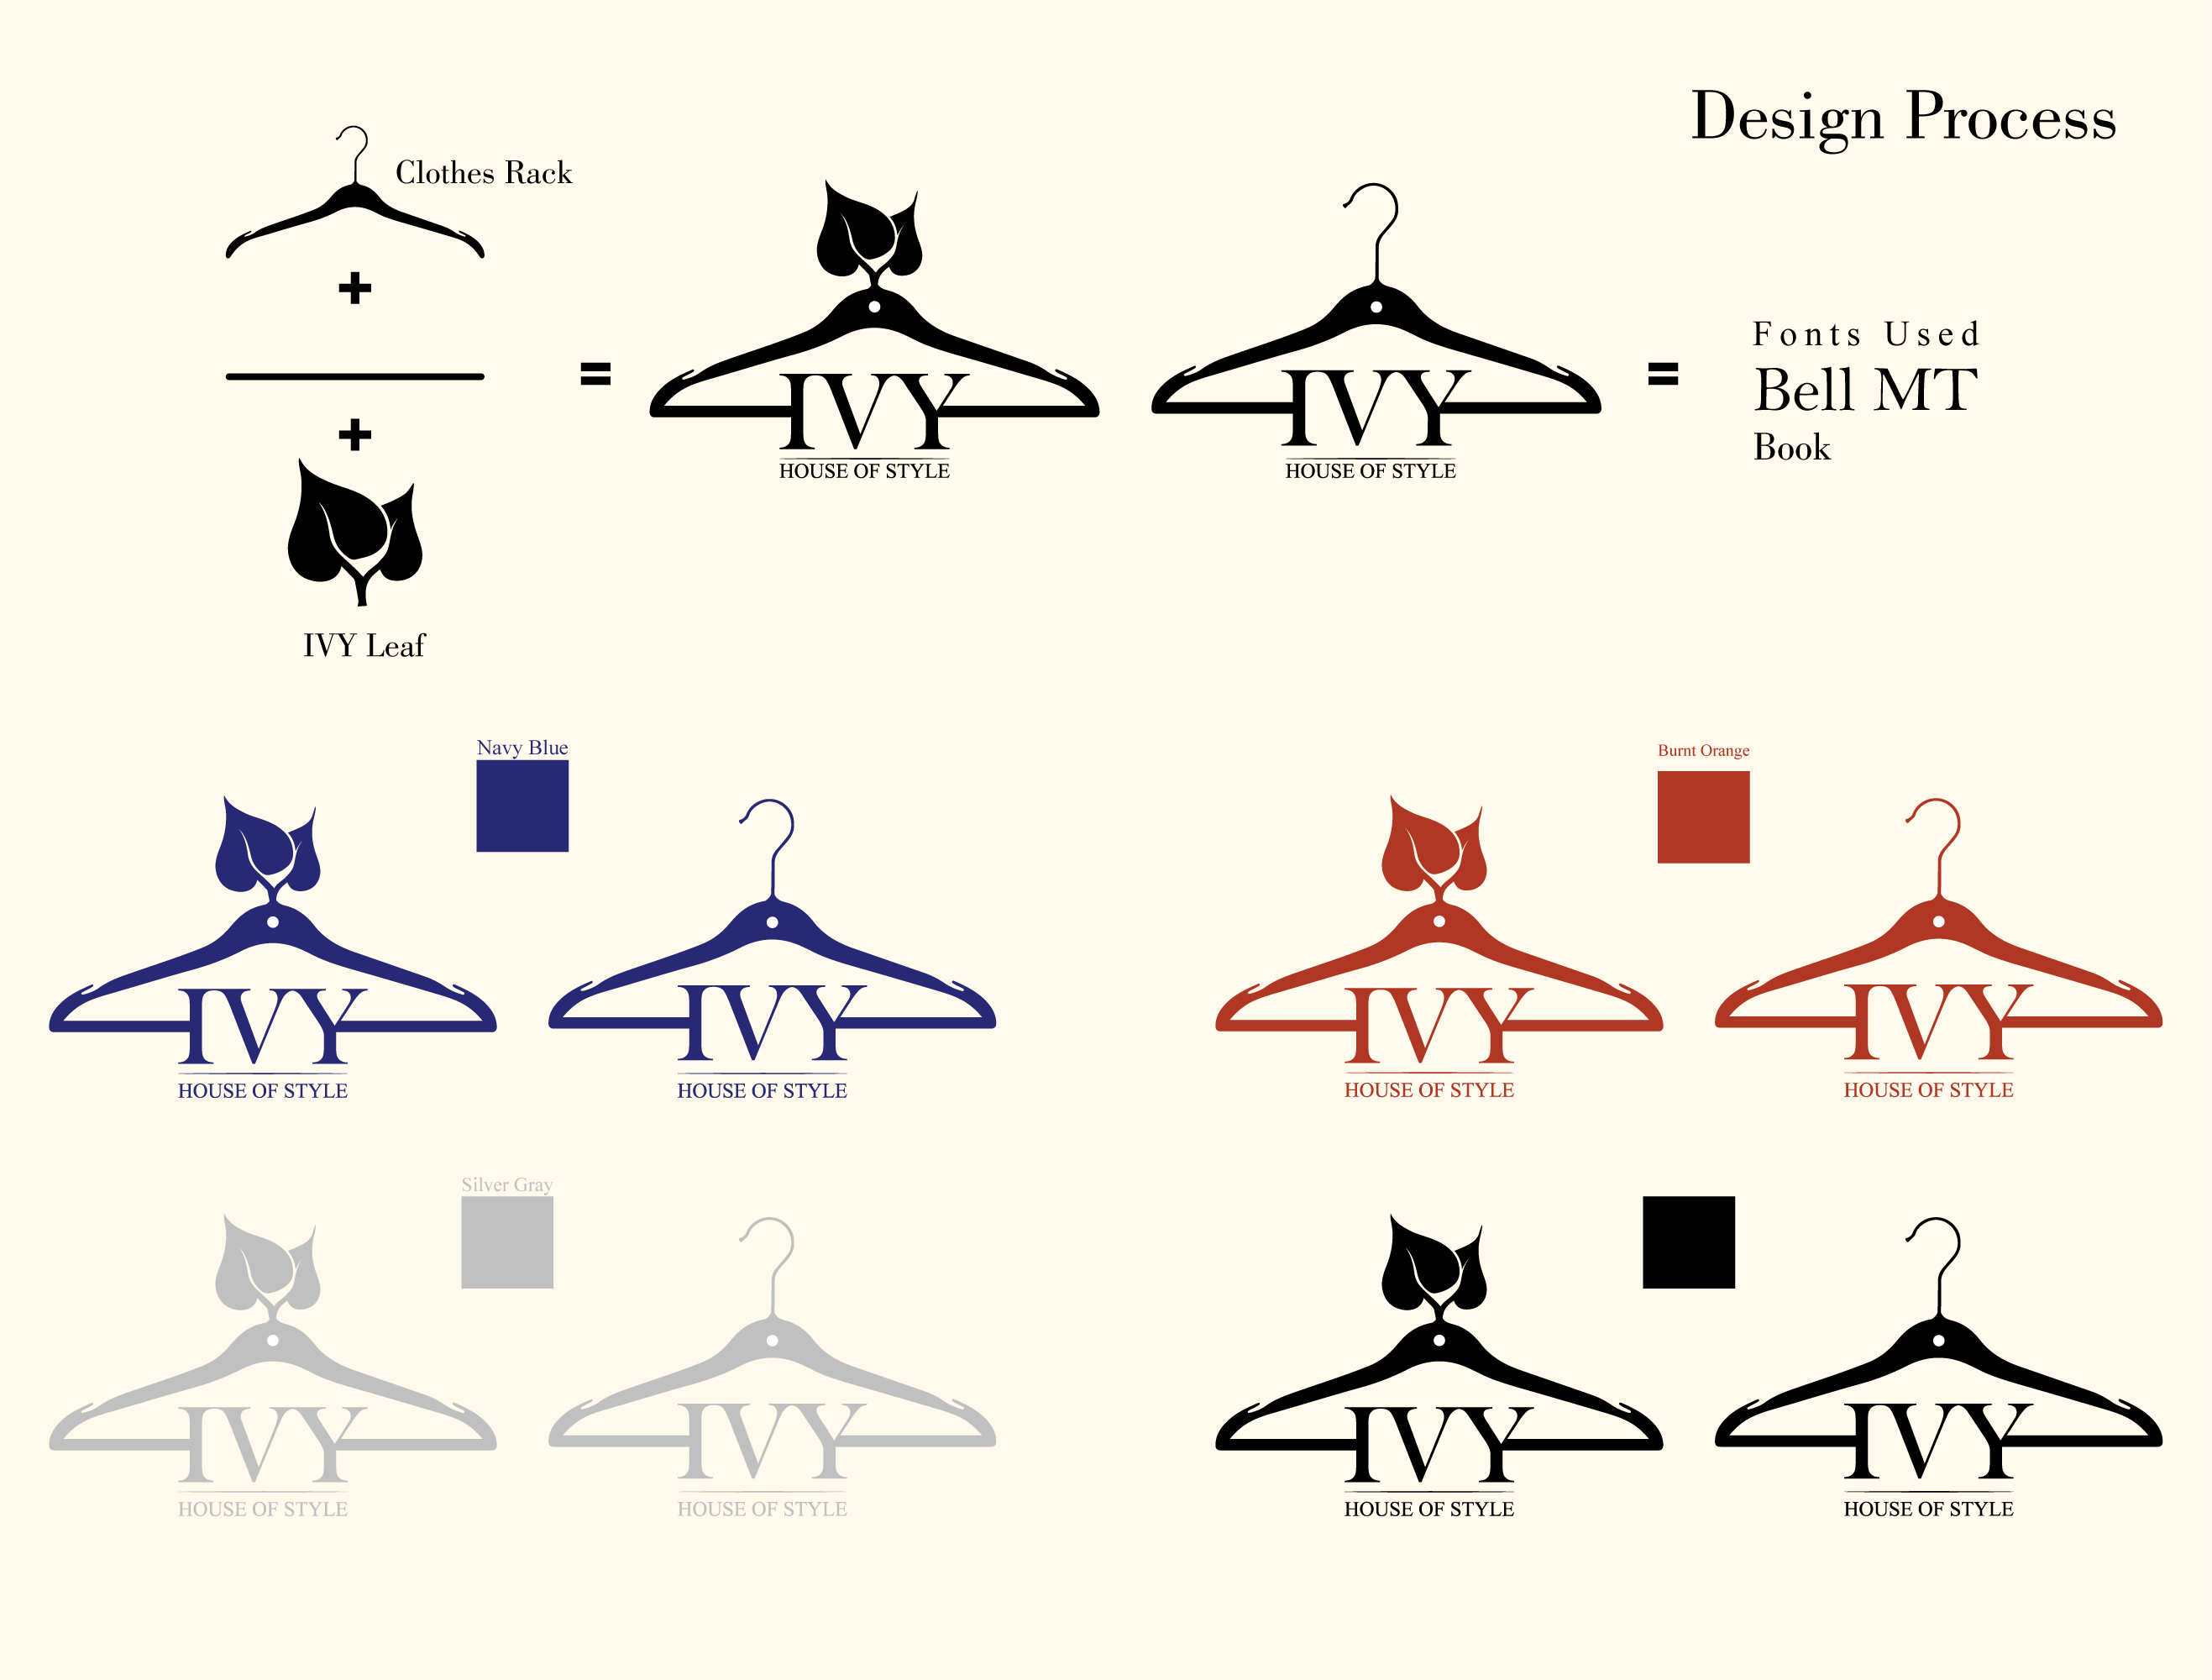 Design Process
Clothes Rack
+
+
IVY Leaf
=
IVY
HOUSE OF STYLE
IVY
HOUSE OF STYLE
=
Fonts Used
Bell MT
Book
Navy Blue
IVY
HOUSE OF STYLE
IVY
HOUSE OF STYLE
Burnt Orange
IVY
HOUSE OF STYLE
IVY
HOUSE OF STYLE
Silver Gray
IVY
HOUSE OF STYLE
IVY
HOUSE OF STYLE
IVY
HOUSE OF STYLE
IVY
HOUSE OF STYLE